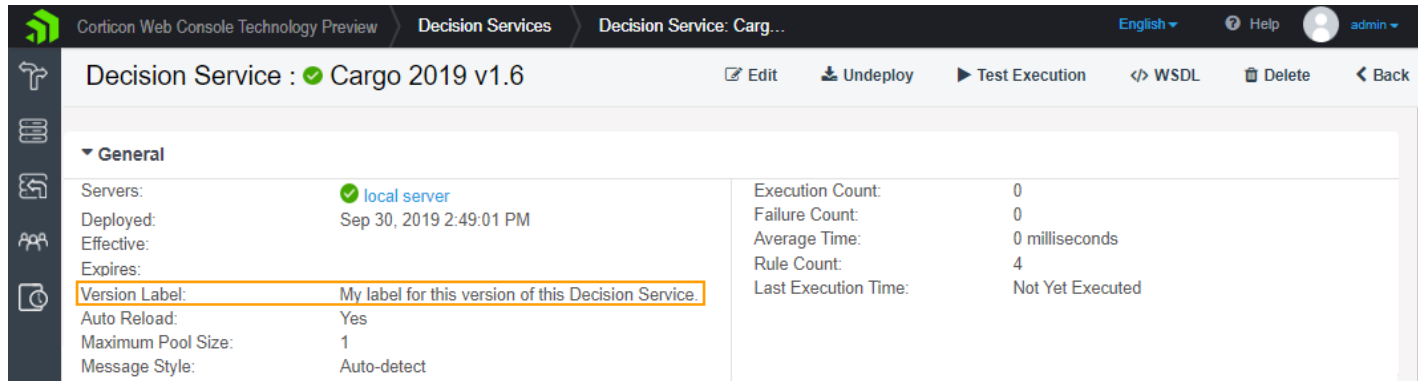 Corticon Web Console Technology Preview Decision Services Decision Service: Carg... English Help admin
Decision Service : Cargo 2019 v1.6 Edit Undeploy Test Execution </> WSDL Delete Back
General
Servers: local server
Deployed: Sep 30, 2019 2:49:01 PM
Effective:
Expires:
Version Label: My label for this version of this Decision Service.
Auto Reload: Yes
Maximum Pool Size: 1
Message Style: Auto-detect
Execution Count: 0
Failure Count: 0
Average Time: 0 milliseconds
Rule Count: 4
Last Execution Time: Not Yet Executed